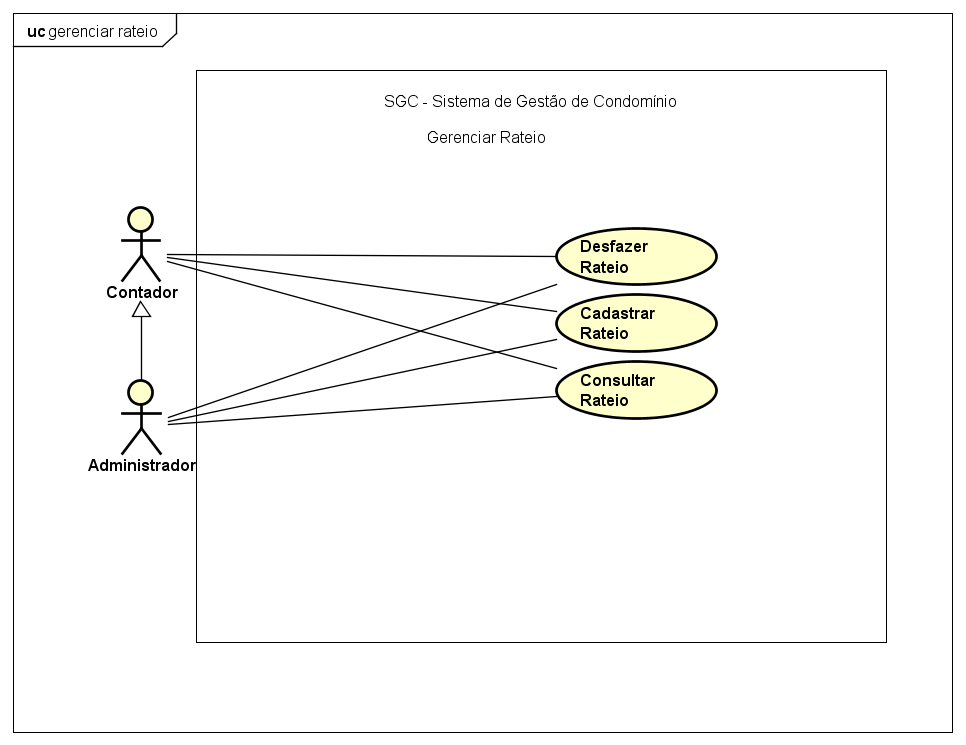 uc gerenciar rateio
SGC - Sistema de Gestão de Condomínio
Gerenciar Rateio
Contador
Desfazer
Rateio
Cadastrar
Rateio
Consultar
Rateio
Administrador